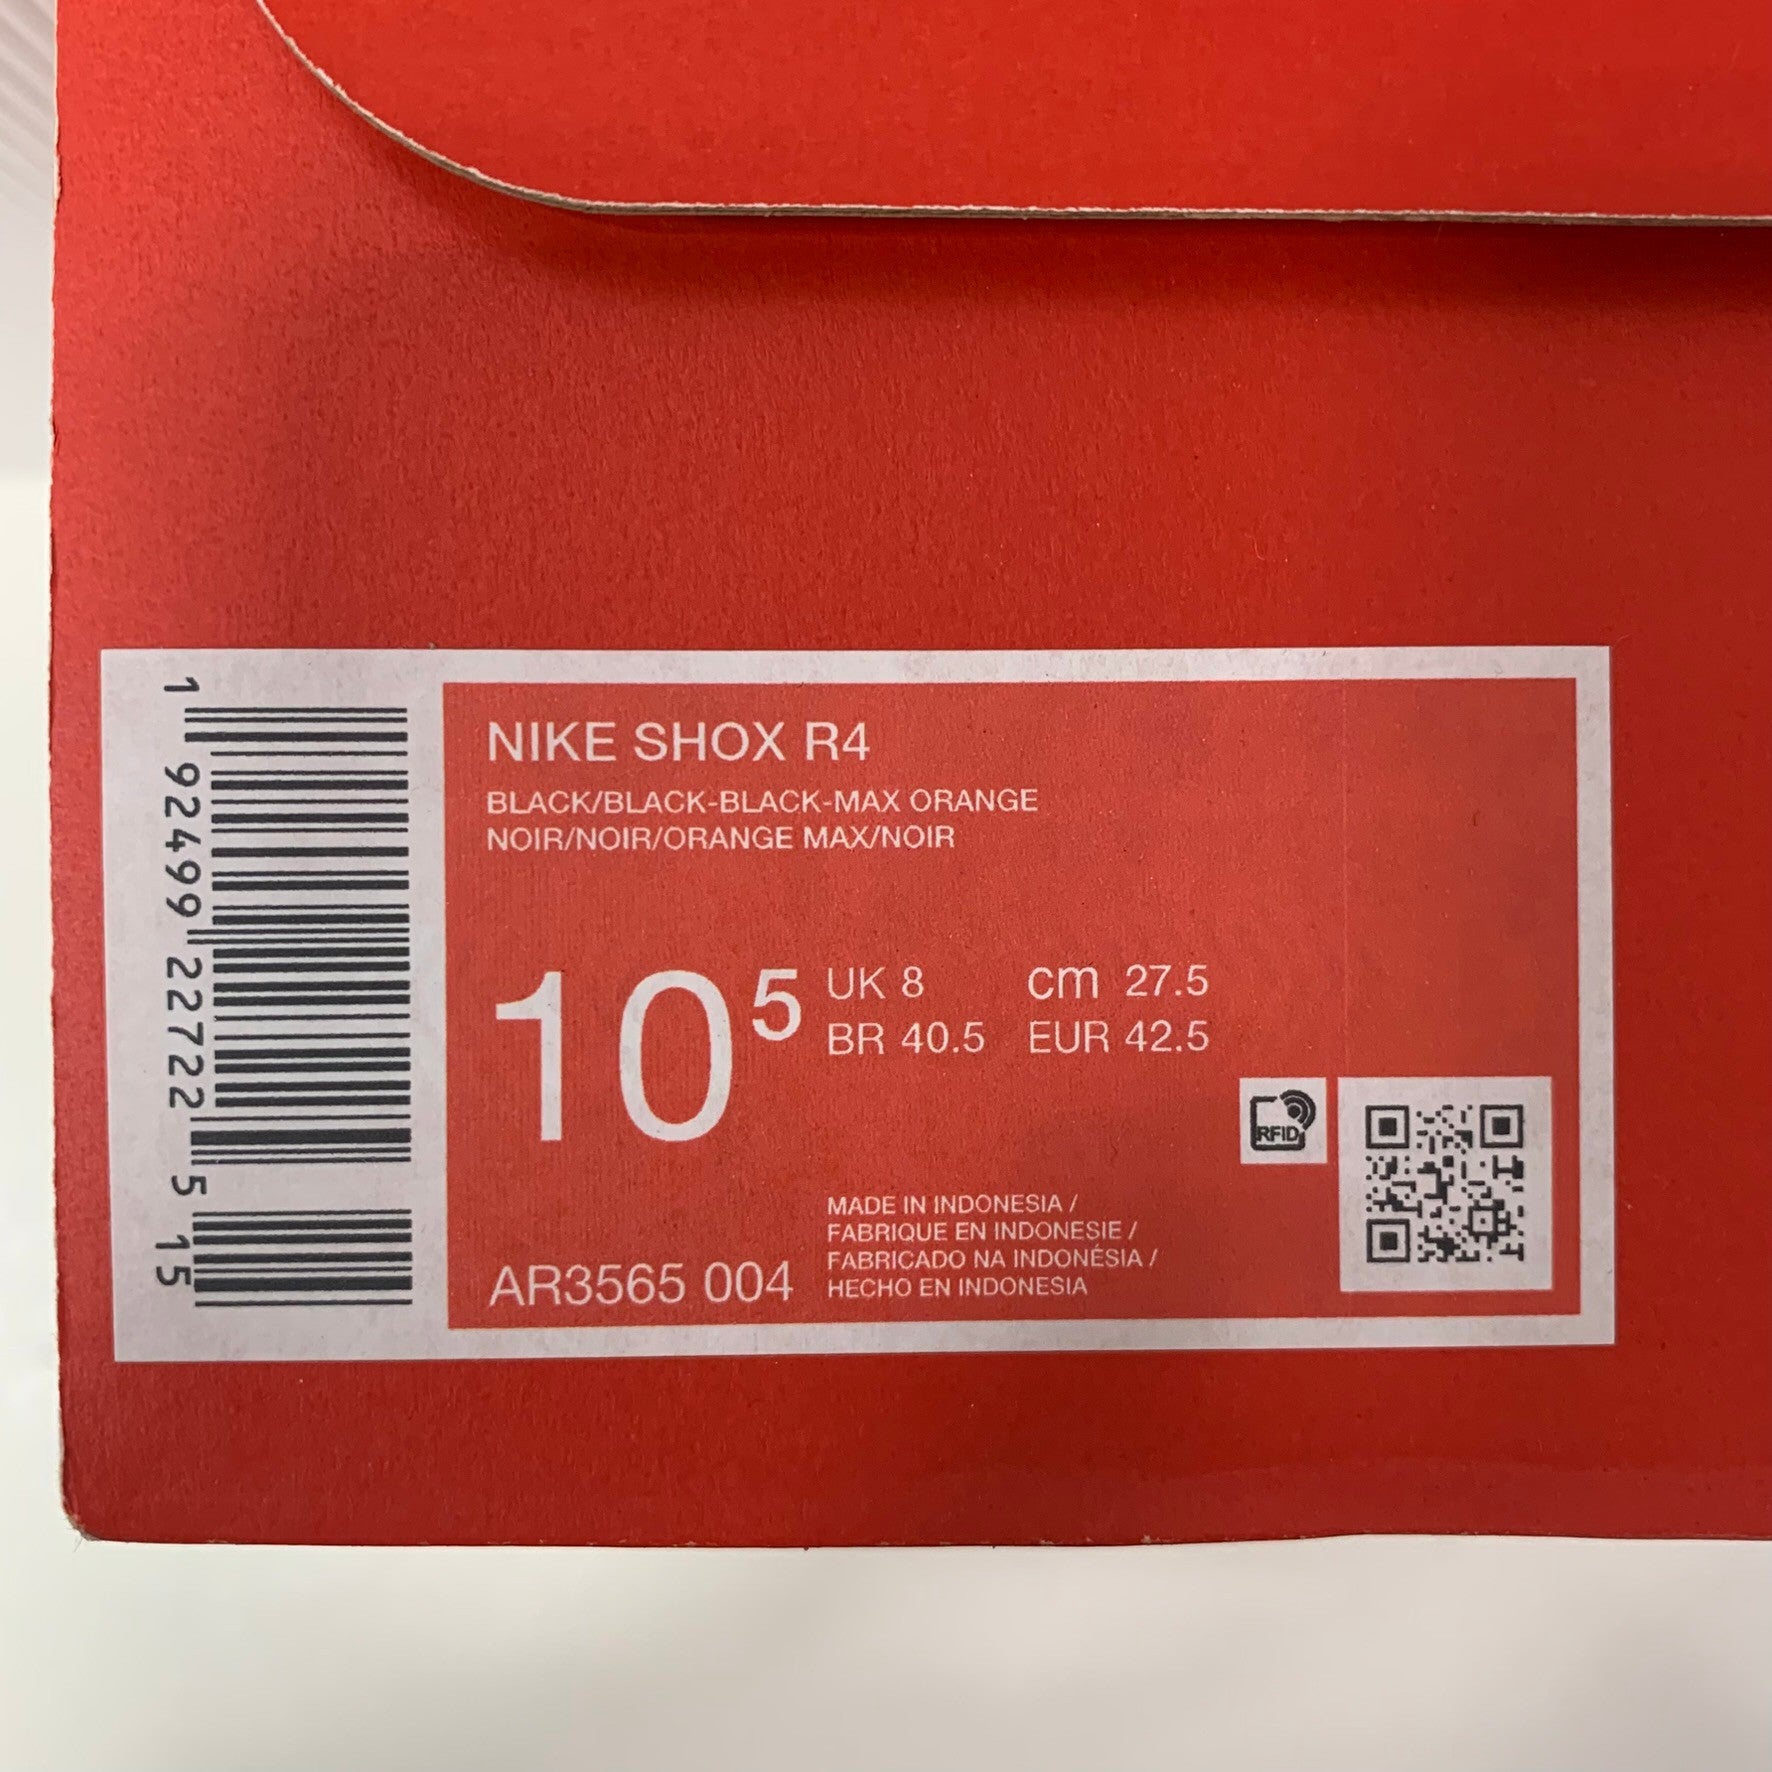 NIKE SHOX R4
BLACK/BLACK-BLACK-MAX ORANGE
NOIR/NOIR/ORANGE MAX/NOIR
10 5
UK 8 cm 27.5
BR 40.5 EUR 42.5
RFID
MADE IN INDONESIA /
FABRIQUE EN INDONESIE /
FABRICADO NA INDONÉSIA /
HECHO EN INDONESIA
AR3565 004
1 92499 22722 5 15